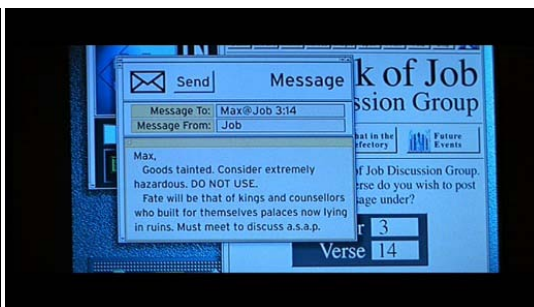 IN
Send Message
Message To: Max@Job 3:14
Message From: Job
Max,
Goods tainted. Consider extremely
hazardous. DO NOT USE.
Fate will be that of kings and counsellors
who built for themselves palaces now lying
in ruins. Must meet to discuss a.s.a.p.
k of Job
ssion Group
hat in the
efectory
Future
Events
f Job Discussion Group.
erse do you wish to post
age under?
r 3
Verse 14